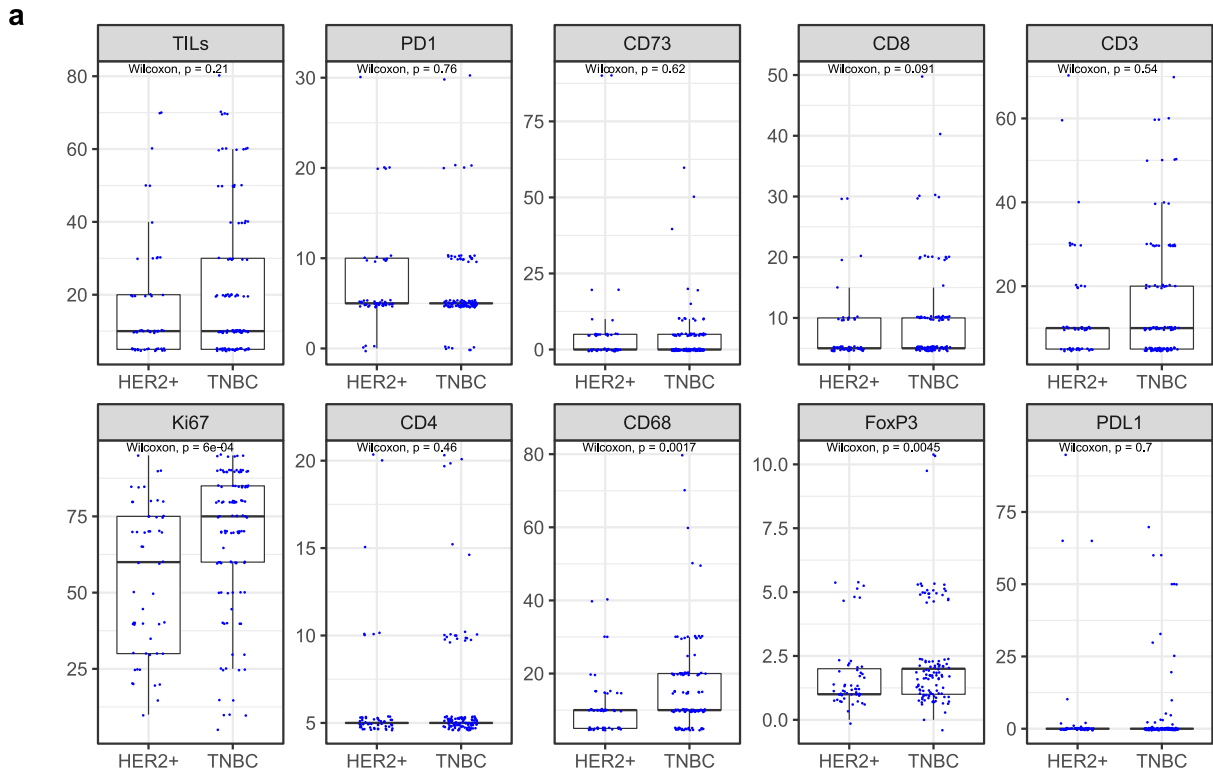 a
TILs PD1 CD73 CD8 CD3
Wilcoxon, p = 0.21 Wilcoxon, p = 0.76 Wilcoxon, p = 0.62 Wilcoxon, p = 0.091 Wilcoxon, p = 0.54
80 60 40 20
30 20 10 0
75 50 25 0
50 40 30 20 10
60 40 20
HER2+ TNBC HER2+ TNBC HER2+ TNBC HER2+ TNBC HER2+ TNBC
Ki67 CD4 CD68 FoxP3 PDL1
Wilcoxon, p = 6e-04 Wilcoxon, p = 0.46 Wilcoxon, p = 0.0017 Wilcoxon, p = 0.0045 Wilcoxon, p = 0.7
75 50 25
20 15 10 5
80 60 40 20
10.0 7.5 5.0 2.5 0.0
75 50 25 0
HER2+ TNBC HER2+ TNBC HER2+ TNBC HER2+ TNBC HER2+ TNBC